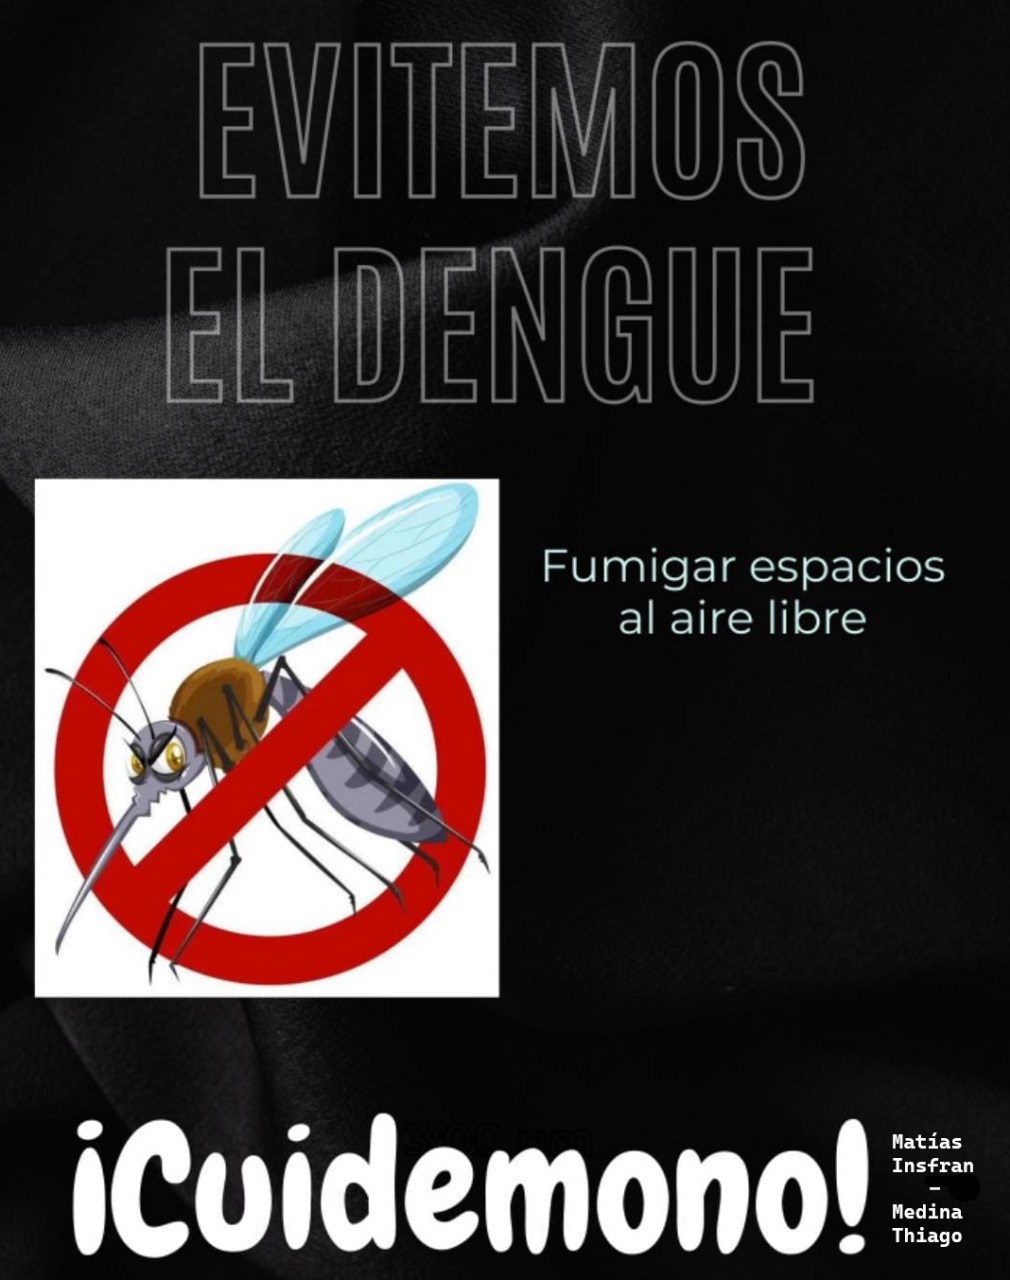 EVITEMOS
EL DENGUE
Fumigar espacios
al aire libre
¡Cuidemono!
Matías
Insfran
–
Medina
Thiago